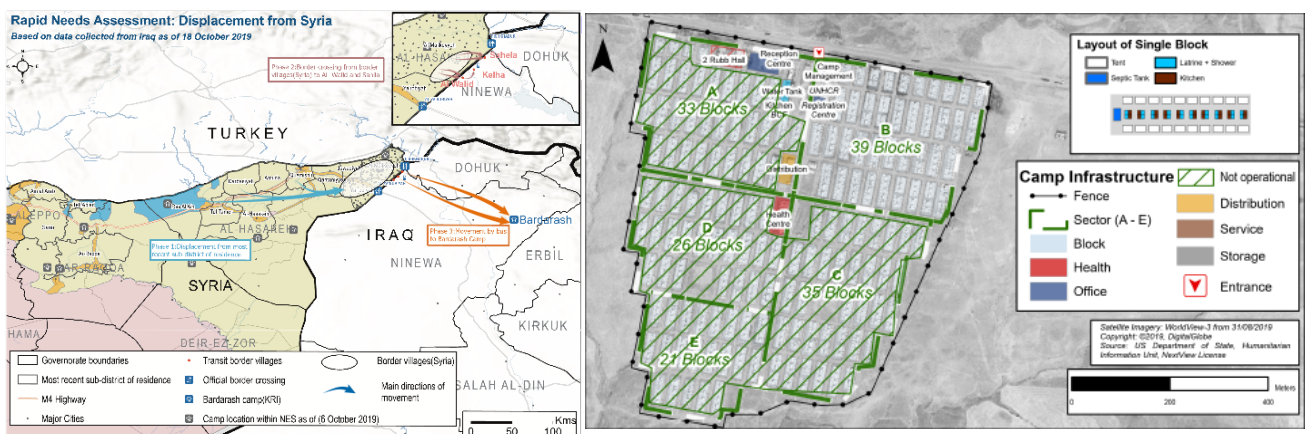 Rapid Needs Assessment: Displacement from Syria
Based on data collected from Iraq as of 18 October 2019
N
Phase 2:Border crossing from border
villages(Syria) to Al-Walid and Sahela
AL-HASA
DOHUK
Sahela
Kalha
Al-Walid
NINEWA
TURKEY
DOHUK
ALEPPO
AL HASAKEH
Phase 1:Displacement from most
recent sub-district of residence
AR-RAQQA
SYRIA
IRAQ
NINEWA
Bardarash
Phase 3:Movement by bus
to Bardarash Camp
ERBIL
KIRKUK
HAMA
DEIR-EZ-ZOR
SALAH AL-DIN
Governorate boundaries
Most recent sub-district of residence
M4 Highway
Major Cities
Transit border villages
Official border crossing
Bardarash camp(KRI)
Camp location within NES as of (6 October 2019)
Border villages(Syria)
Main directions of
movement
Kms
0 50 100
N
2 Rubb Hall
Reception
Centre
Camp
Management
A
33 Blocks
Water Tank
Kitchen
BCF
UNHCR
Registration
Centre
B
39 Blocks
Distribution
Health
Centre
D
26 Blocks
C
35 Blocks
E
21 Blocks
Layout of Single Block
Tent
Latrine + Shower
Septic Tank
Kitchen
Camp Infrastructure
Fence
Sector (A - E)
Block
Health
Office
Not operational
Distribution
Service
Storage
Entrance
Satellite Imagery: WorldView-3 from 31/08/2019
Copyright: ©2019, DigitalGlobe
Source: US Department of State, Humanitarian
Information Unit, NextView License
Meters
0 200 400